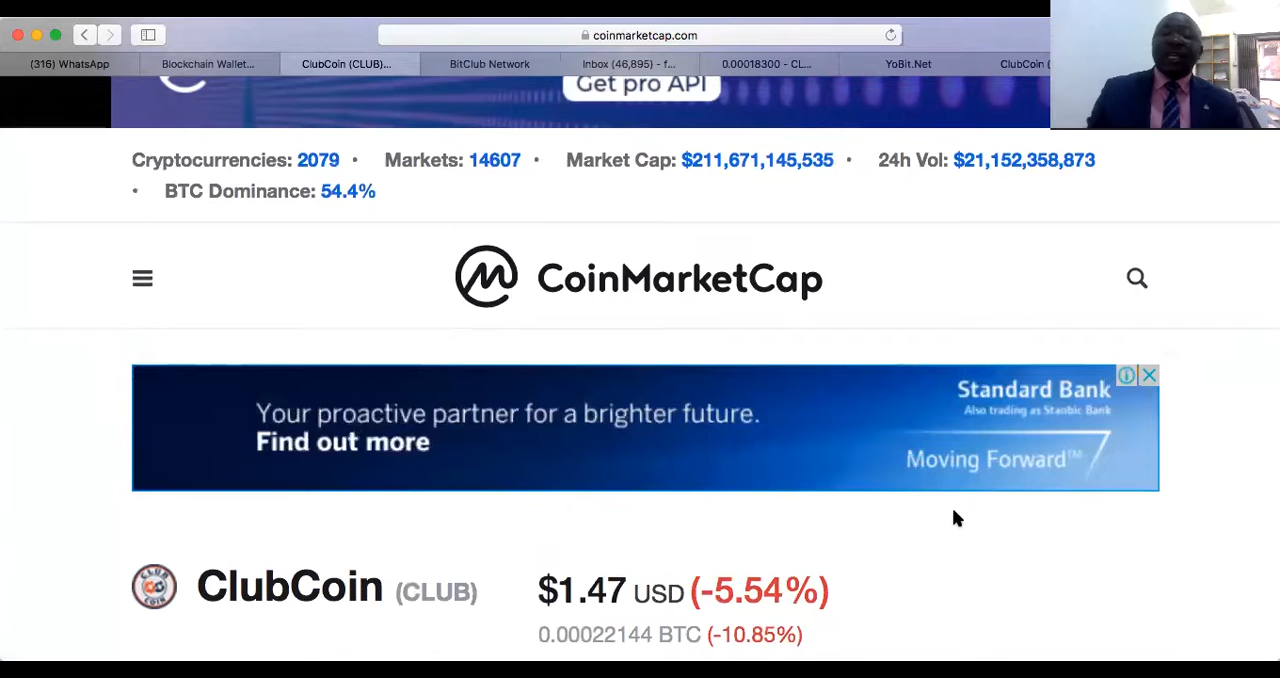 coinmarketcap.com
(316) WhatsApp
Blockchain Wallet...
ClubCoin (CLUB)...
BitClub Network
Inbox (46,895) - f...
0.00018300 - CL...
YoBit.Net
ClubCoin (
Get pro API
Cryptocurrencies: 2079 • Markets: 14607 • Market Cap: $211,671,145,535 • 24h Vol: $21,152,358,873
• BTC Dominance: 54.4%
CoinMarketCap
Your proactive partner for a brighter future.
Find out more
Standard Bank
Also trading as Stanbic Bank
Moving Forward™
CLUB COIN
ClubCoin (CLUB)
$1.47 USD (-5.54%)
0.00022144 BTC (-10.85%)